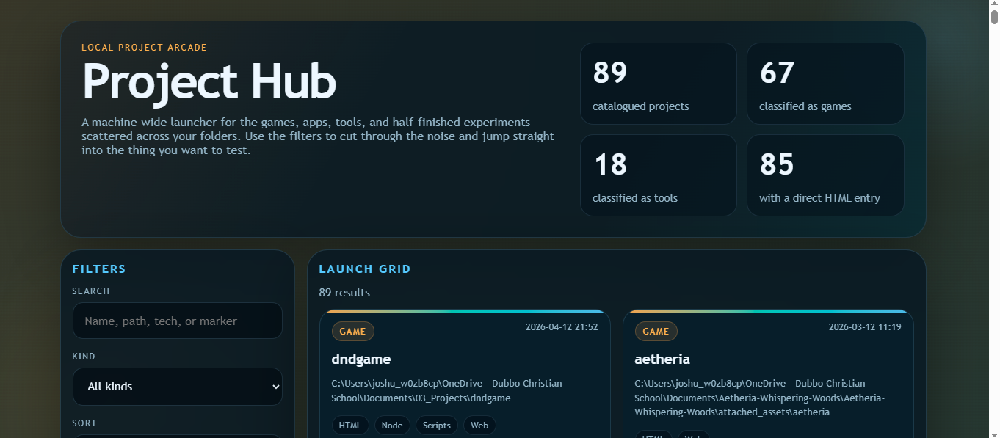 LOCAL PROJECT ARCADE
Project Hub
A machine-wide launcher for the games, apps, tools, and half-finished experiments
scattered across your folders. Use the filters to cut through the noise and jump straight
into the thing you want to test.
89
catalogued projects
67
classified as games
18
classified as tools
85
with a direct HTML entry
FILTERS
SEARCH
Name, path, tech, or marker
KIND
All kinds
SORT
LAUNCH GRID
89 results
GAME
2026-04-12 21:52
dndgame
C:\Users\joshu_w0zb8cp\OneDrive - Dubbo Christian
School\Documents\03_Projects\dndgame
HTML Node Scripts Web
GAME
2026-03-12 11:19
aetheria
C:\Users\joshu_w0zb8cp\OneDrive - Dubbo Christian
School\Documents\Aetheria-Whispering-Woods\Aetheria-
Whispering-Woods\attached_assets\aetheria
HTML Web